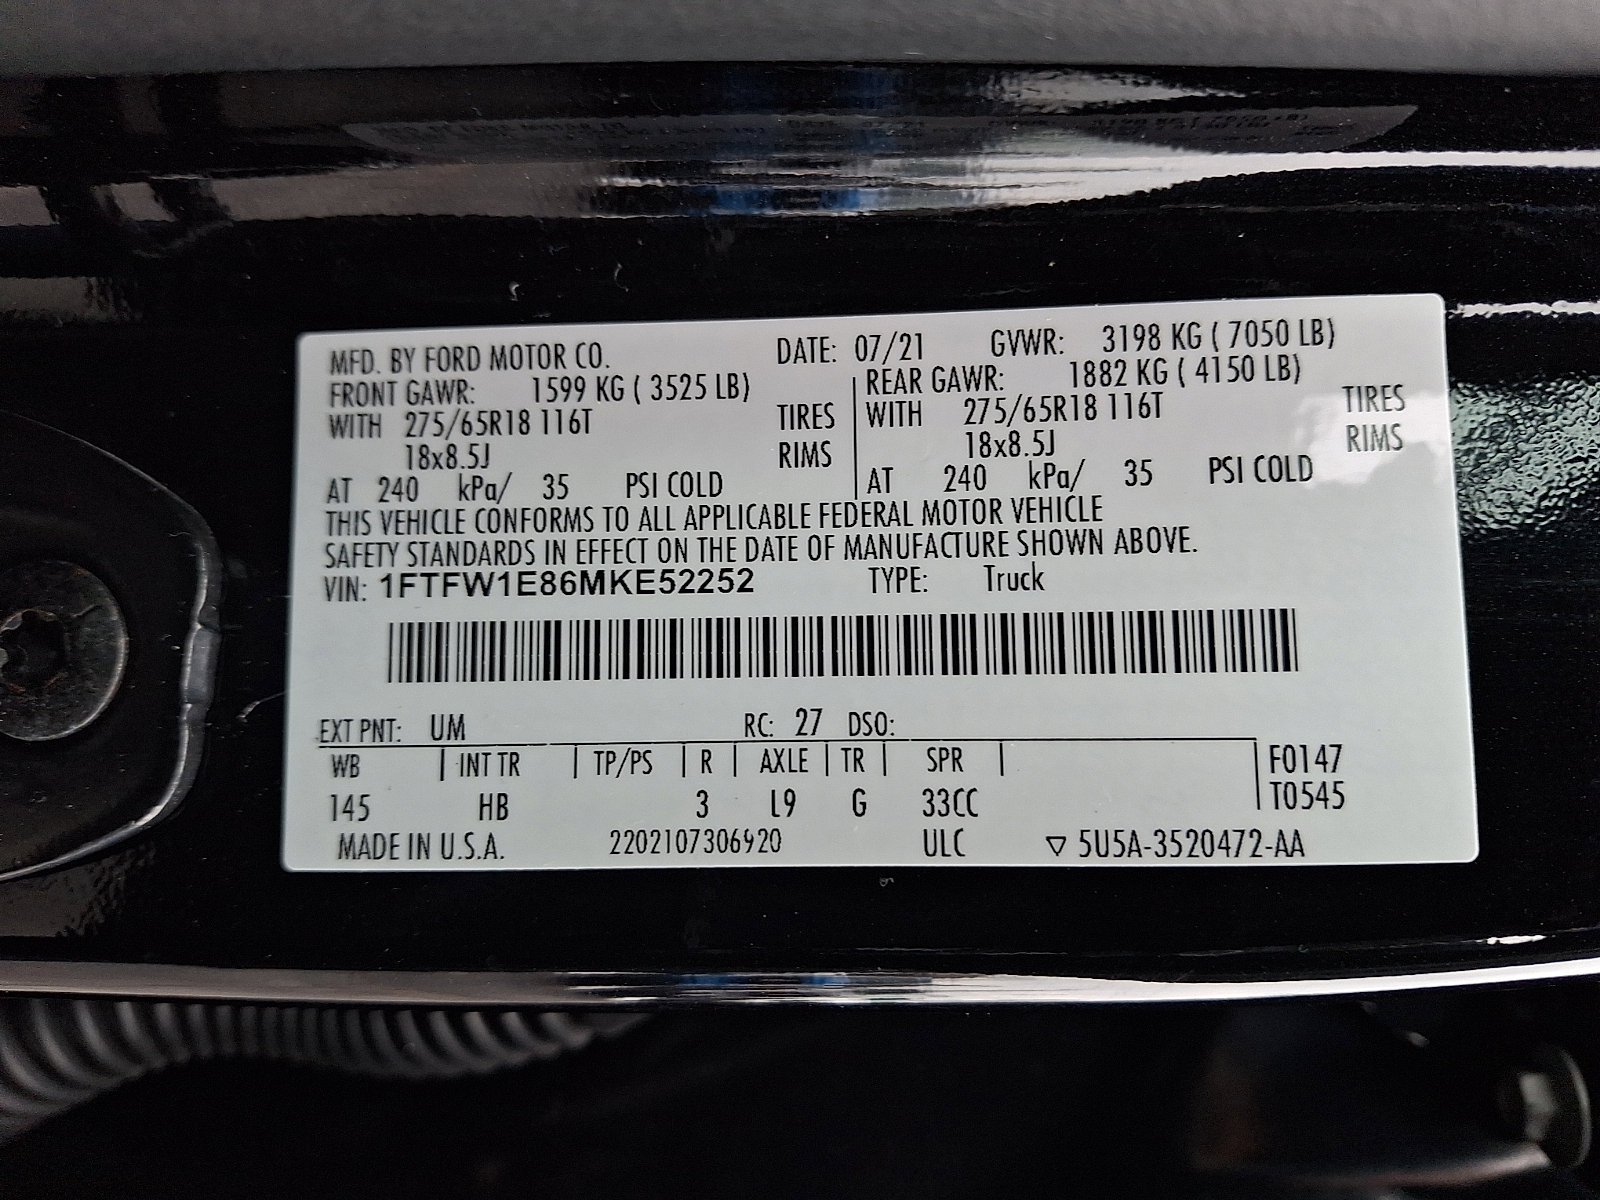 MFD. BY FORD MOTOR CO. DATE: 07/21 GVWR: 3198 KG ( 7050 LB)
FRONT GAWR: 1599 KG ( 3525 LB) REAR GAWR: 1882 KG ( 4150 LB)
WITH 275/65R18 116T TIRES WITH 275/65R18 116T TIRES
18x8.5J RIMS 18x8.5J RIMS
AT 240 kPa/ 35 PSI COLD AT 240 kPa/ 35 PSI COLD
THIS VEHICLE CONFORMS TO ALL APPLICABLE FEDERAL MOTOR VEHICLE
SAFETY STANDARDS IN EFFECT ON THE DATE OF MANUFACTURE SHOWN ABOVE.
VIN: 1FTFW1E86MKE52252 TYPE: Truck
EXT PNT: UM RC: 27 DSO:
WB INT TR TP/PS R AXLE TR SPR F0147
145 HB 3 L9 G 33CC T0545
MADE IN U.S.A. 2202107306920 ULC ▽ 5U5A-3520472-AA